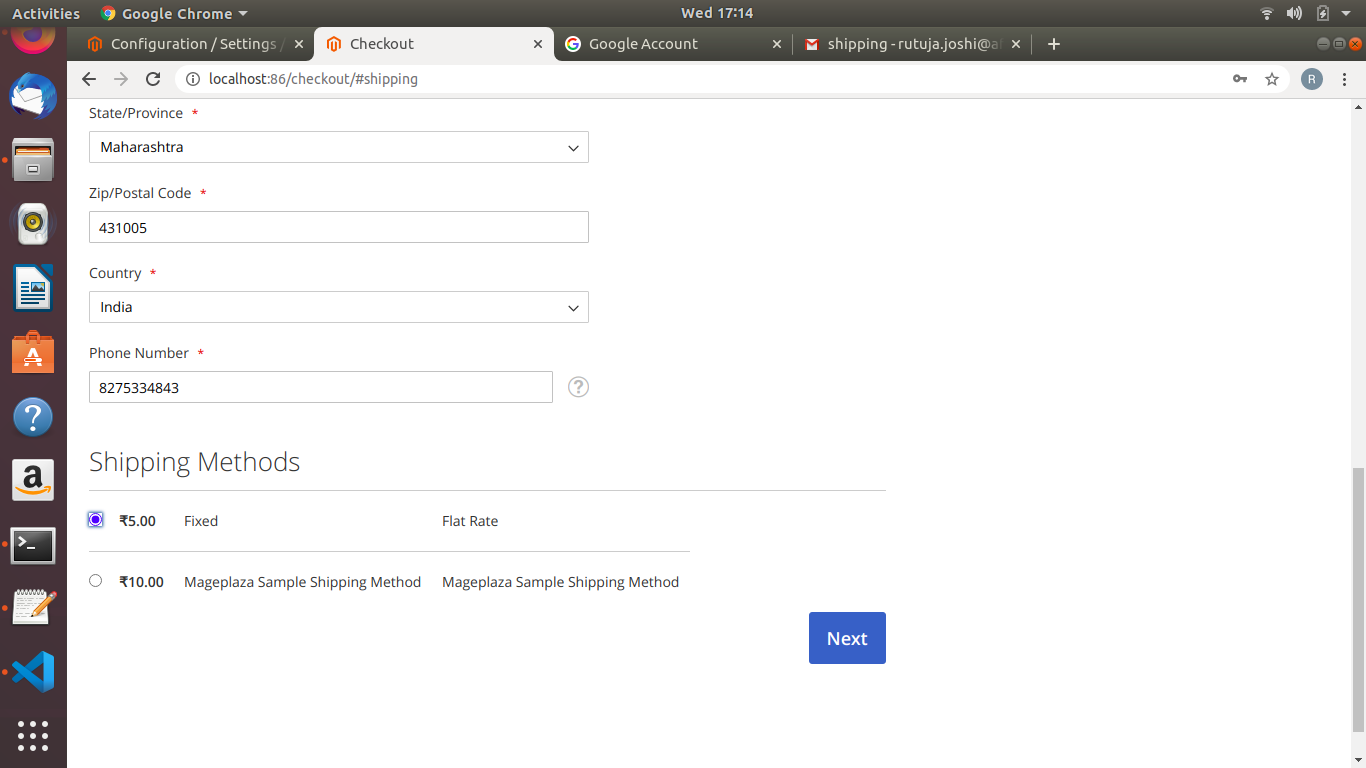 Activities Google Chrome Wed 17:14
Configuration / Settings / Checkout Google Account shipping - rutuja.joshi@a
localhost:86/checkout/#shipping R
State/Province *
Maharashtra
Zip/Postal Code *
431005
Country *
India
Phone Number *
8275334843 ?
Shipping Methods
₹5.00 Fixed Flat Rate
₹10.00 Mageplaza Sample Shipping Method Mageplaza Sample Shipping Method
Next